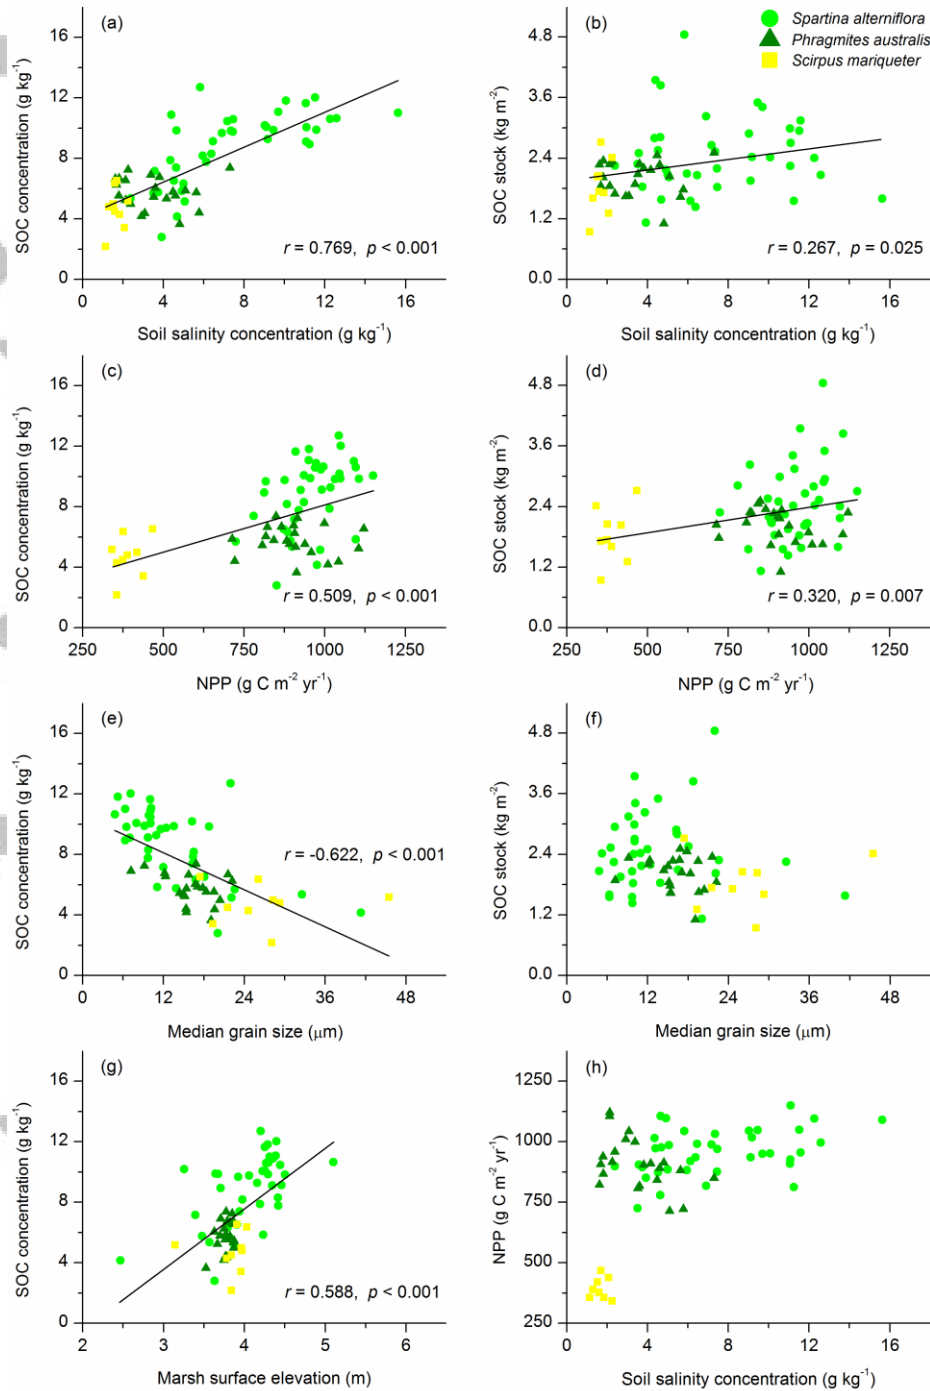 (a)
SOC concentration (g kg⁻¹)
16
12
8
4
0
r = 0.769, p < 0.001
0 4 8 12 16
Soil salinity concentration (g kg⁻¹)
(b)
Spartina alterniflora
Phragmites australis
Scirpus mariqueter
SOC stock (kg m⁻²)
4.8
3.6
2.4
1.2
0.0
r = 0.267, p = 0.025
0 4 8 12 16
Soil salinity concentration (g kg⁻¹)
(c)
SOC concentration (g kg⁻¹)
16
12
8
4
0
r = 0.509, p < 0.001
250 500 750 1000 1250
NPP (g C m⁻² yr⁻¹)
(d)
SOC stock (kg m⁻²)
4.8
3.6
2.4
1.2
0.0
r = 0.320, p = 0.007
250 500 750 1000 1250
NPP (g C m⁻² yr⁻¹)
(e)
SOC concentration (g kg⁻¹)
16
12
8
4
0
r = -0.622, p < 0.001
0 12 24 36 48
Median grain size (μm)
(f)
SOC stock (kg m⁻²)
4.8
3.6
2.4
1.2
0.0
0 12 24 36 48
Median grain size (μm)
(g)
SOC concentration (g kg⁻¹)
16
12
8
4
0
r = 0.588, p < 0.001
2 3 4 5 6
Marsh surface elevation (m)
(h)
NPP (g C m⁻² yr⁻¹)
1250
1000
750
500
250
0 4 8 12 16
Soil salinity concentration (g kg⁻¹)